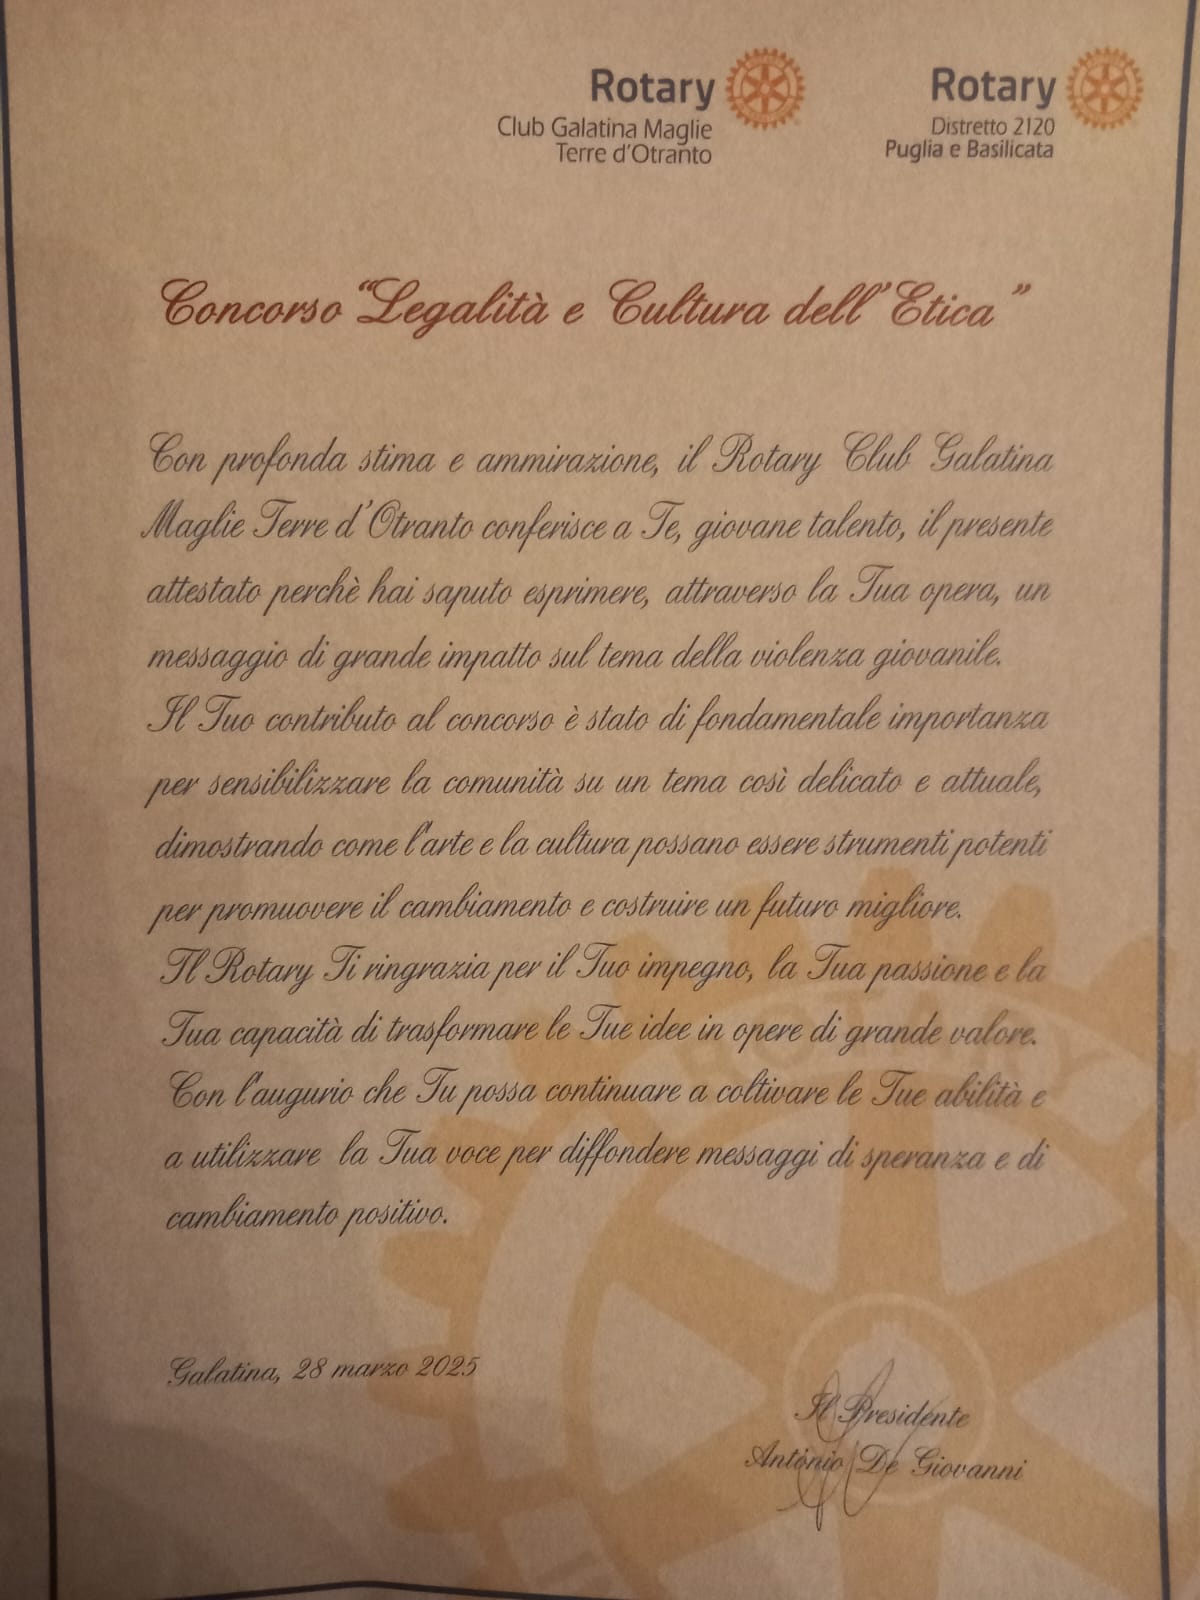 Rotary
Club Galatina Maglie
Terre d'Otranto
Rotary
Distretto 2120
Puglia e Basilicata
Concorso "Legalità e Cultura dell'Etica"
Con profonda stima e ammirazione, il Rotary Club Galatina
Maglie Terre d'Otranto conferisce a Te, giovane talento, il presente
attestato perchè hai saputo esprimere, attraverso la Tua opera, un
messaggio di grande impatto sul tema della violenza giovanile.
Il Tuo contributo al concorso è stato di fondamentale importanza
per sensibilizzare la comunità su un tema così delicato e attuale,
dimostrando come l'arte e la cultura possano essere strumenti potenti
per promuovere il cambiamento e costruire un futuro migliore.
Il Rotary Ti ringrazia per il Tuo impegno, la Tua passione e la
Tua capacità di trasformare le Tue idee in opere di grande valore.
Con l'augurio che Tu possa continuare a coltivare le Tue abilità e
a utilizzare la Tua voce per diffondere messaggi di speranza e di
cambiamento positivo.
Galatina, 28 marzo 2025
Il Presidente
Antonio De Giovanni